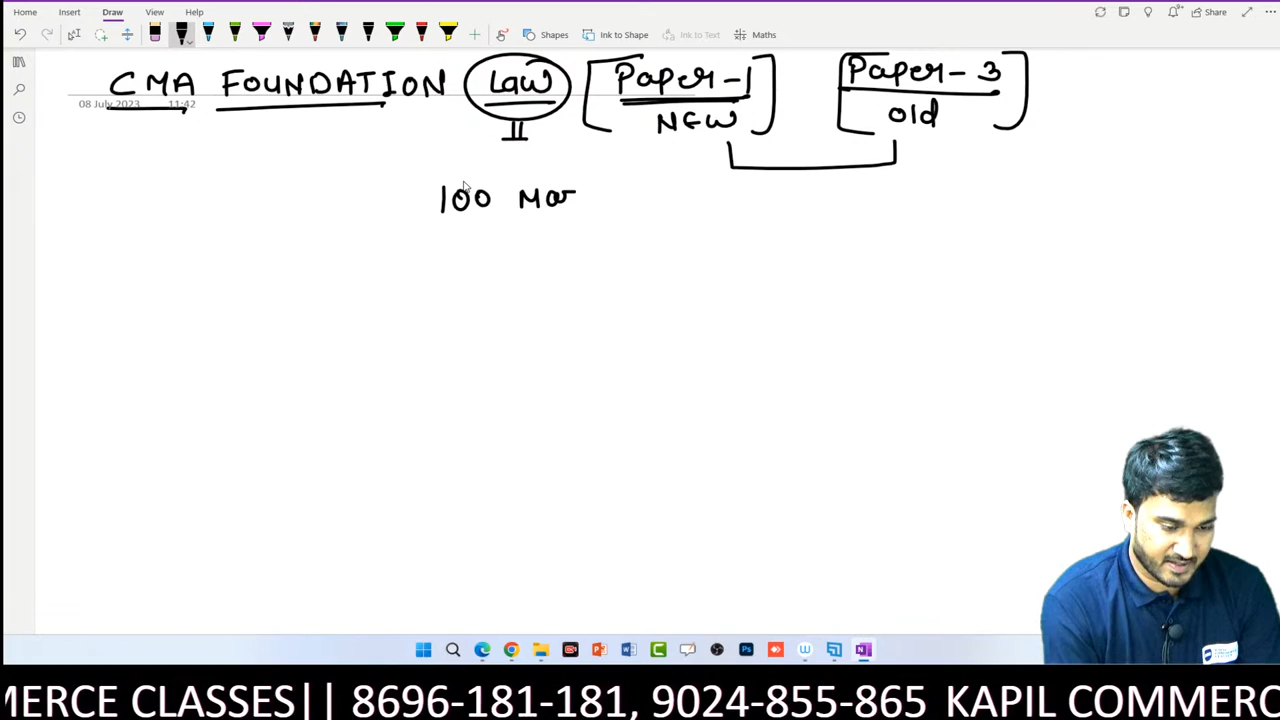 Home Insert Draw View Help Share
Shapes Ink to Shape Ink to Text Maths
CMA FOUNDATION Law [Paper-1 [Paper-3
08 July 2023 11:42
NEW] old]
II
100 Mar
MERCE CLASSES|| 8696-181-181, 9024-855-865 KAPIL COMMERC